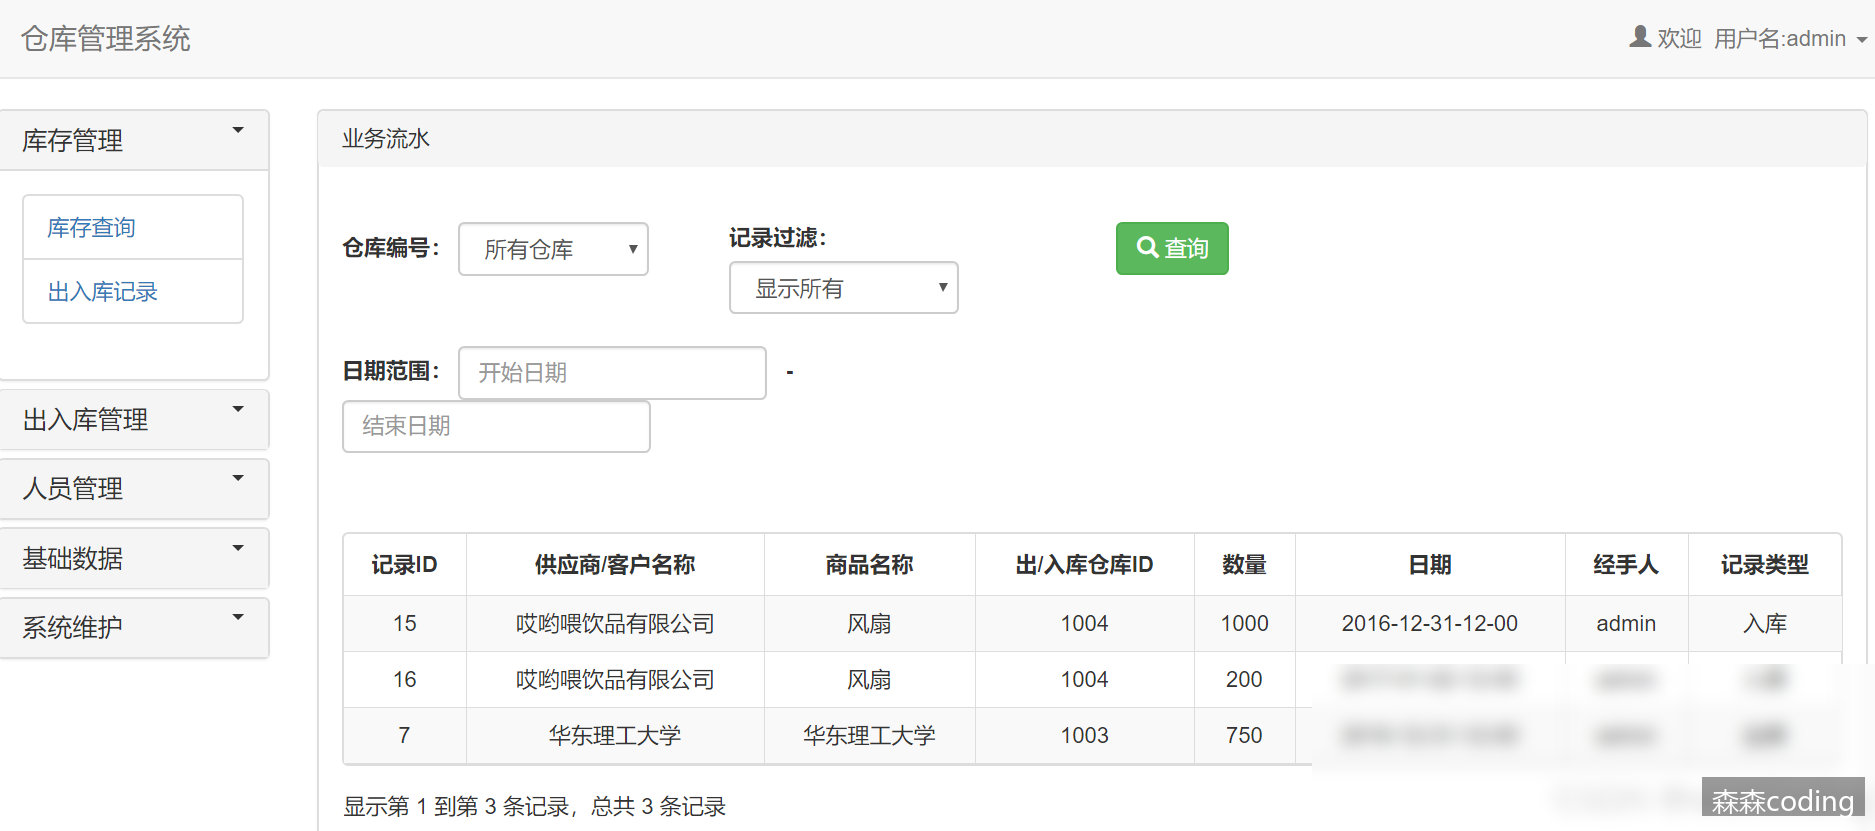 仓库管理系统
欢迎 用户名:admin
库存管理
库存查询
出入库记录
出入库管理
人员管理
基础数据
系统维护
业务流水
仓库编号：
所有仓库
记录过滤：
显示所有
查询
日期范围：
开始日期
-
结束日期
记录ID 供应商/客户名称 商品名称 出/入库仓库ID 数量 日期 经手人 记录类型
15 哎哟喂饮品有限公司 风扇 1004 1000 2016-12-31-12-00 admin 入库
16 哎哟喂饮品有限公司 风扇 1004 200
7 华东理工大学 华东理工大学 1003 750
显示第 1 到第 3 条记录，总共 3 条记录
森森coding